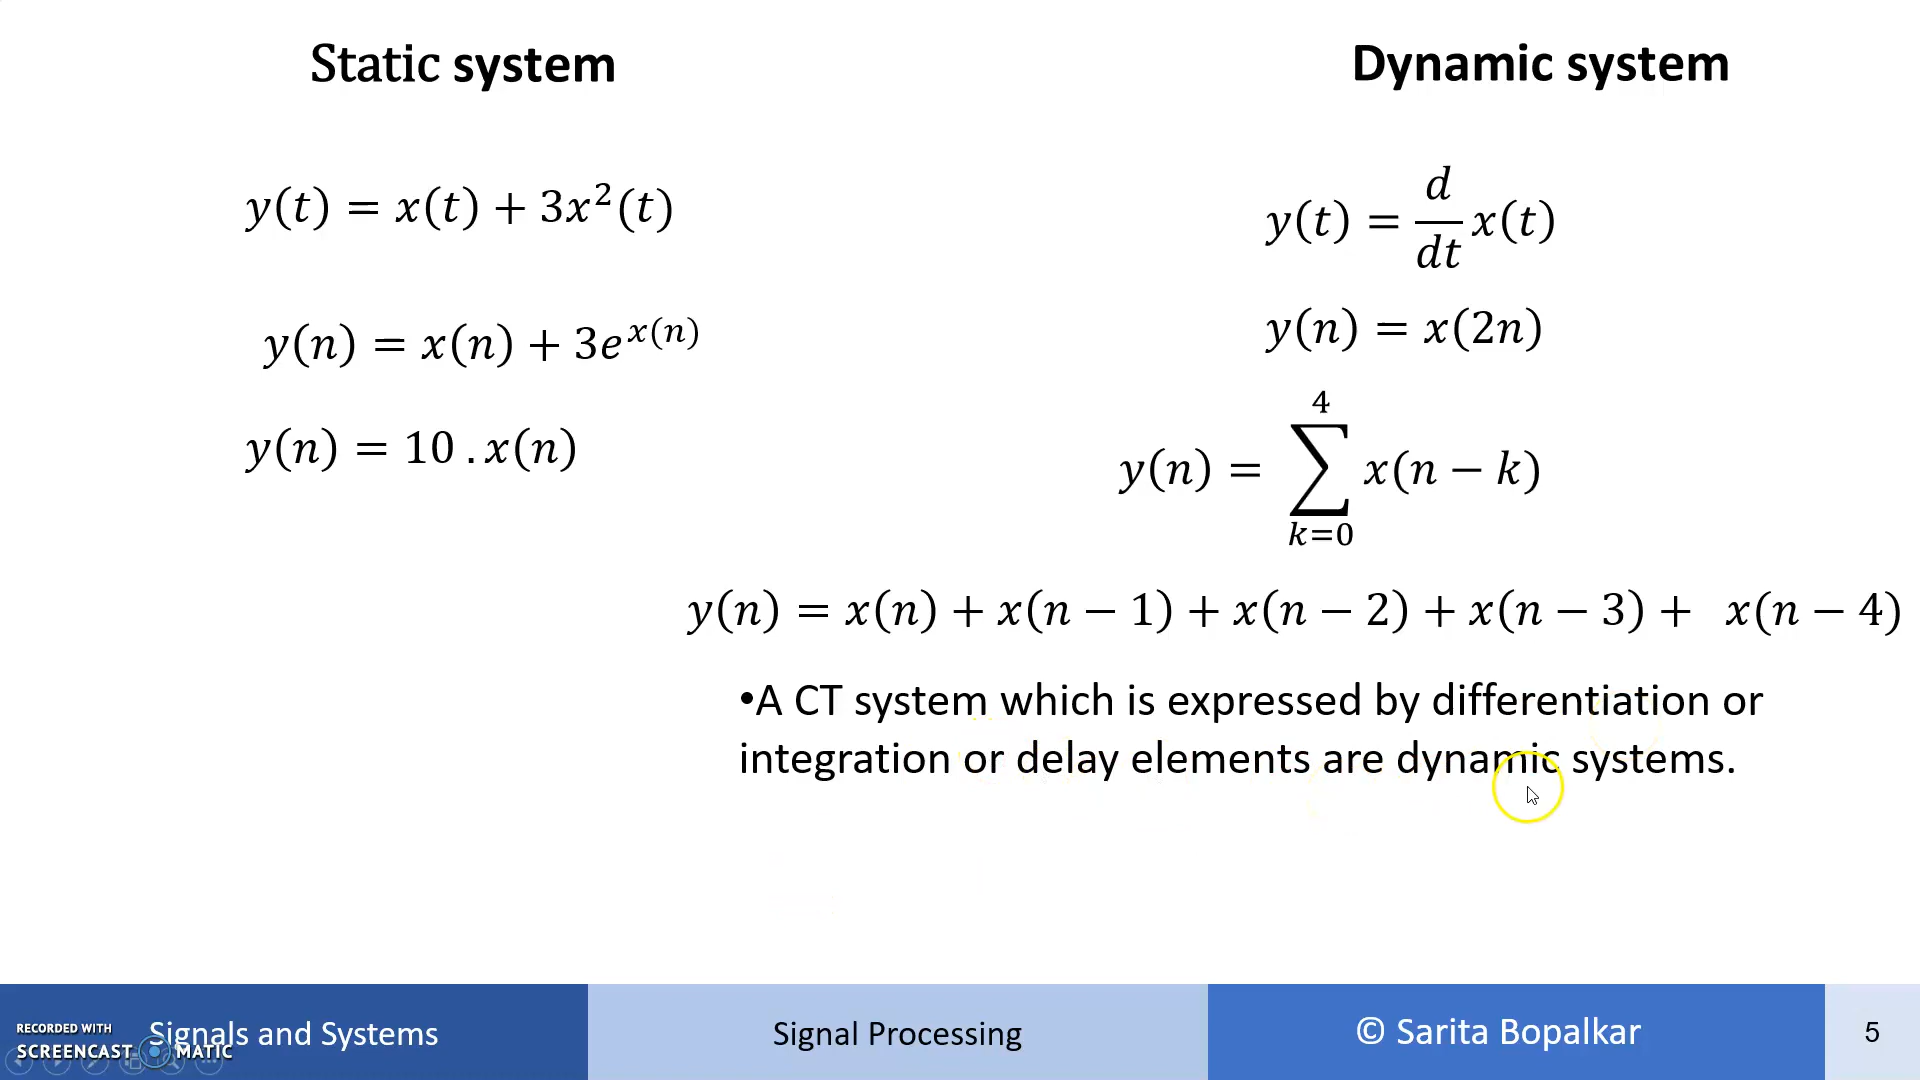 Static system
Dynamic system
y(t) = x(t) + 3x²(t)
y(n) = x(n) + 3e^{x(n)}
y(n) = 10 . x(n)
y(t) = \frac{d}{dt} x(t)
y(n) = x(2n)
y(n) = \sum_{k=0}^{4} x(n − k)
y(n) = x(n) + x(n − 1) + x(n − 2) + x(n − 3) + x(n − 4)
•A CT system which is expressed by differentiation or
integration or delay elements are dynamic systems.
RECORDED WITH
SCREENCAST MATIC
Signals and Systems
Signal Processing
© Sarita Bopalkar
5